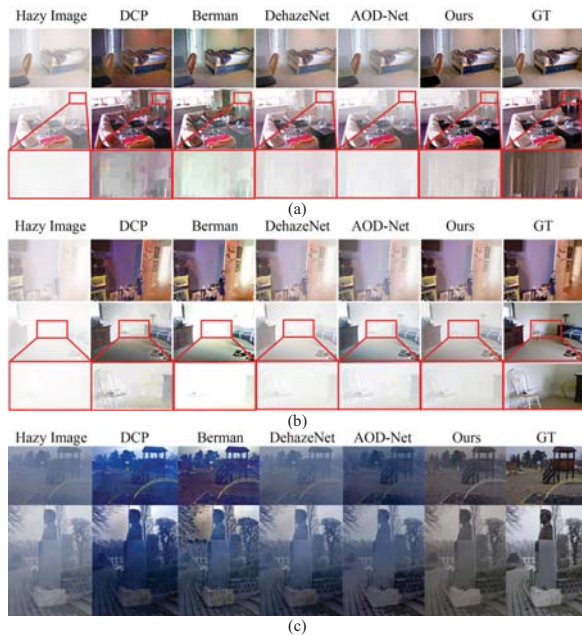 Hazy Image DCP Berman DehazeNet AOD-Net Ours GT
(a)
Hazy Image DCP Berman DehazeNet AOD-Net Ours GT
(b)
Hazy Image DCP Berman DehazeNet AOD-Net Ours GT
(c)